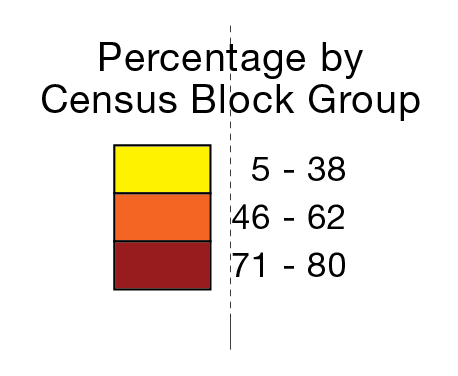 Percentage by
Census Block Group
5 - 38
46 - 62
71 - 80